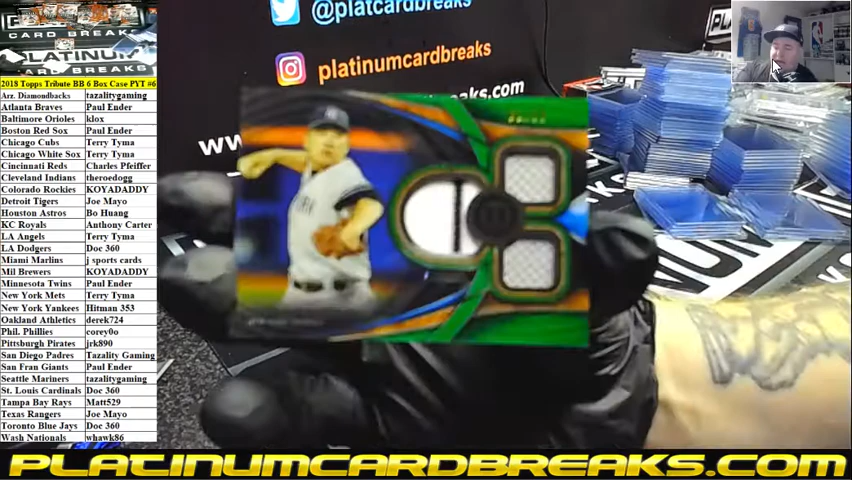 CARD BREAKS
PLATINUM
CARD BREAKS
2018 Topps Tribute BB 6 Box Case PYT #6
Arz. Diamondbacks tazalitygaming
Atlanta Braves Paul Ender
Baltimore Orioles klox
Boston Red Sox Paul Ender
Chicago Cubs Terry Tyma
Chicago White Sox Terry Tyma
Cincinnati Reds Charles Pfeiffer
Cleveland Indians theroedogg
Colorado Rockies KOYADADDY
Detroit Tigers Joe Mayo
Houston Astros Bo Huang
KC Royals Anthony Carter
LA Angels Terry Tyma
LA Dodgers Doc 360
Miami Marlins j sports cards
Mil Brewers KOYADADDY
Minnesota Twins Paul Ender
New York Mets Terry Tyma
New York Yankees Hitman 353
Oakland Athletics derek724
Phil. Phillies corey0o
Pittsburgh Pirates jrk890
San Diego Padres Tazality Gaming
San Fran Giants Paul Ender
Seattle Mariners tazalitygaming
St. Louis Cardinals Doc 360
Tampa Bay Rays Matt529
Texas Rangers Joe Mayo
Toronto Blue Jays Doc 360
Wash Nationals whawk86
@platcardbreaks
platinumcardbreaks
ww
s.com
PLATINUMCARDBREAKS.COM